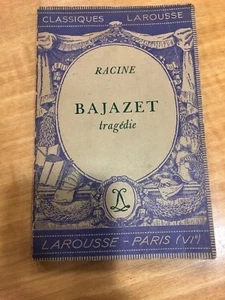 CLASSIQUES LAROUSSE
RACINE
BAJAZET
tragédie
LAROUSSE - PARIS (VIe)